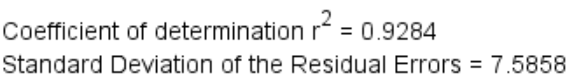 Coefficient of determination r² = 0.9284
Standard Deviation of the Residual Errors = 7.5858